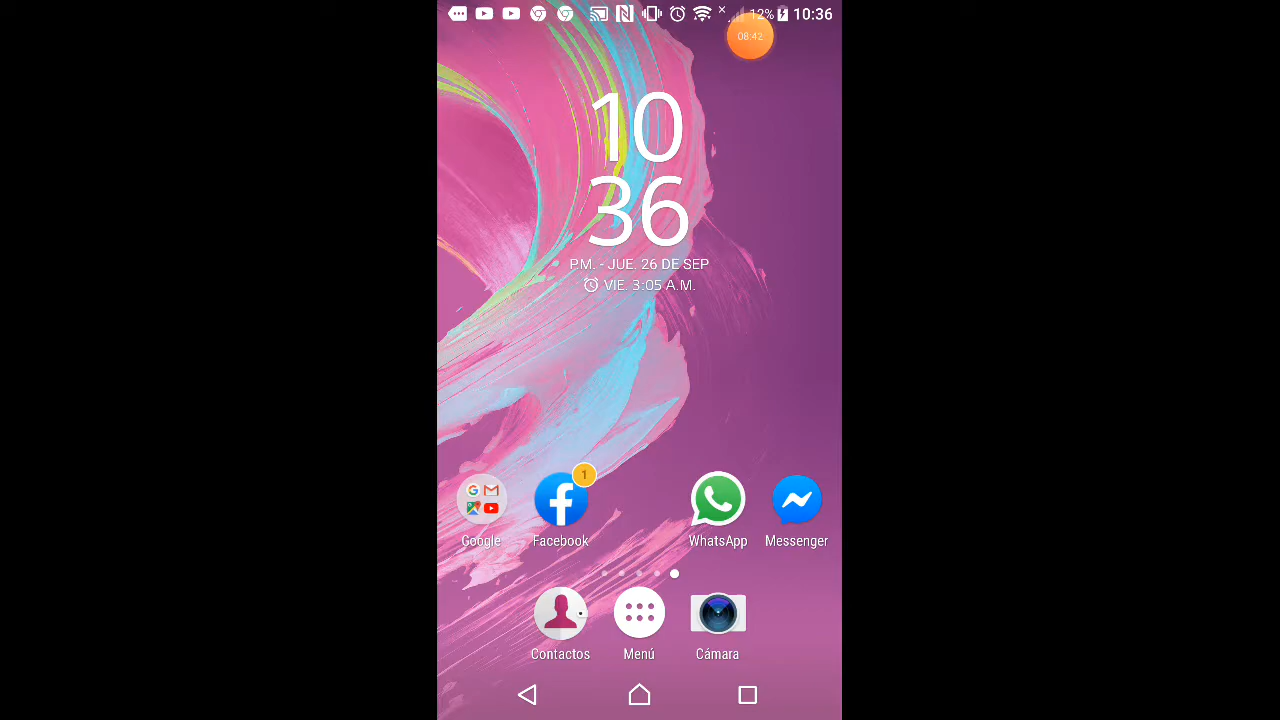 12% 10:36
08:42
10
36
P.M. - JUE. 26 DE SEP
VIE. 3:05 A.M.
1
Google Facebook WhatsApp Messenger
Contactos Menú Cámara